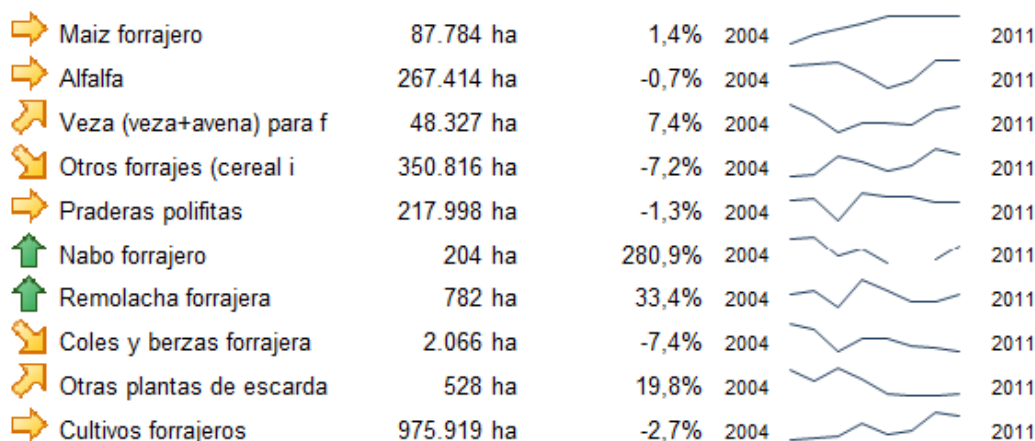 Maiz forrajero 87.784 ha 1,4% 2004 2011
Alfalfa 267.414 ha -0,7% 2004 2011
Veza (veza+avena) para f 48.327 ha 7,4% 2004 2011
Otros forrajes (cereal i 350.816 ha -7,2% 2004 2011
Praderas polifitas 217.998 ha -1,3% 2004 2011
Nabo forrajero 204 ha 280,9% 2004 2011
Remolacha forrajera 782 ha 33,4% 2004 2011
Coles y berzas forrajera 2.066 ha -7,4% 2004 2011
Otras plantas de escarda 528 ha 19,8% 2004 2011
Cultivos forrajeros 975.919 ha -2,7% 2004 2011